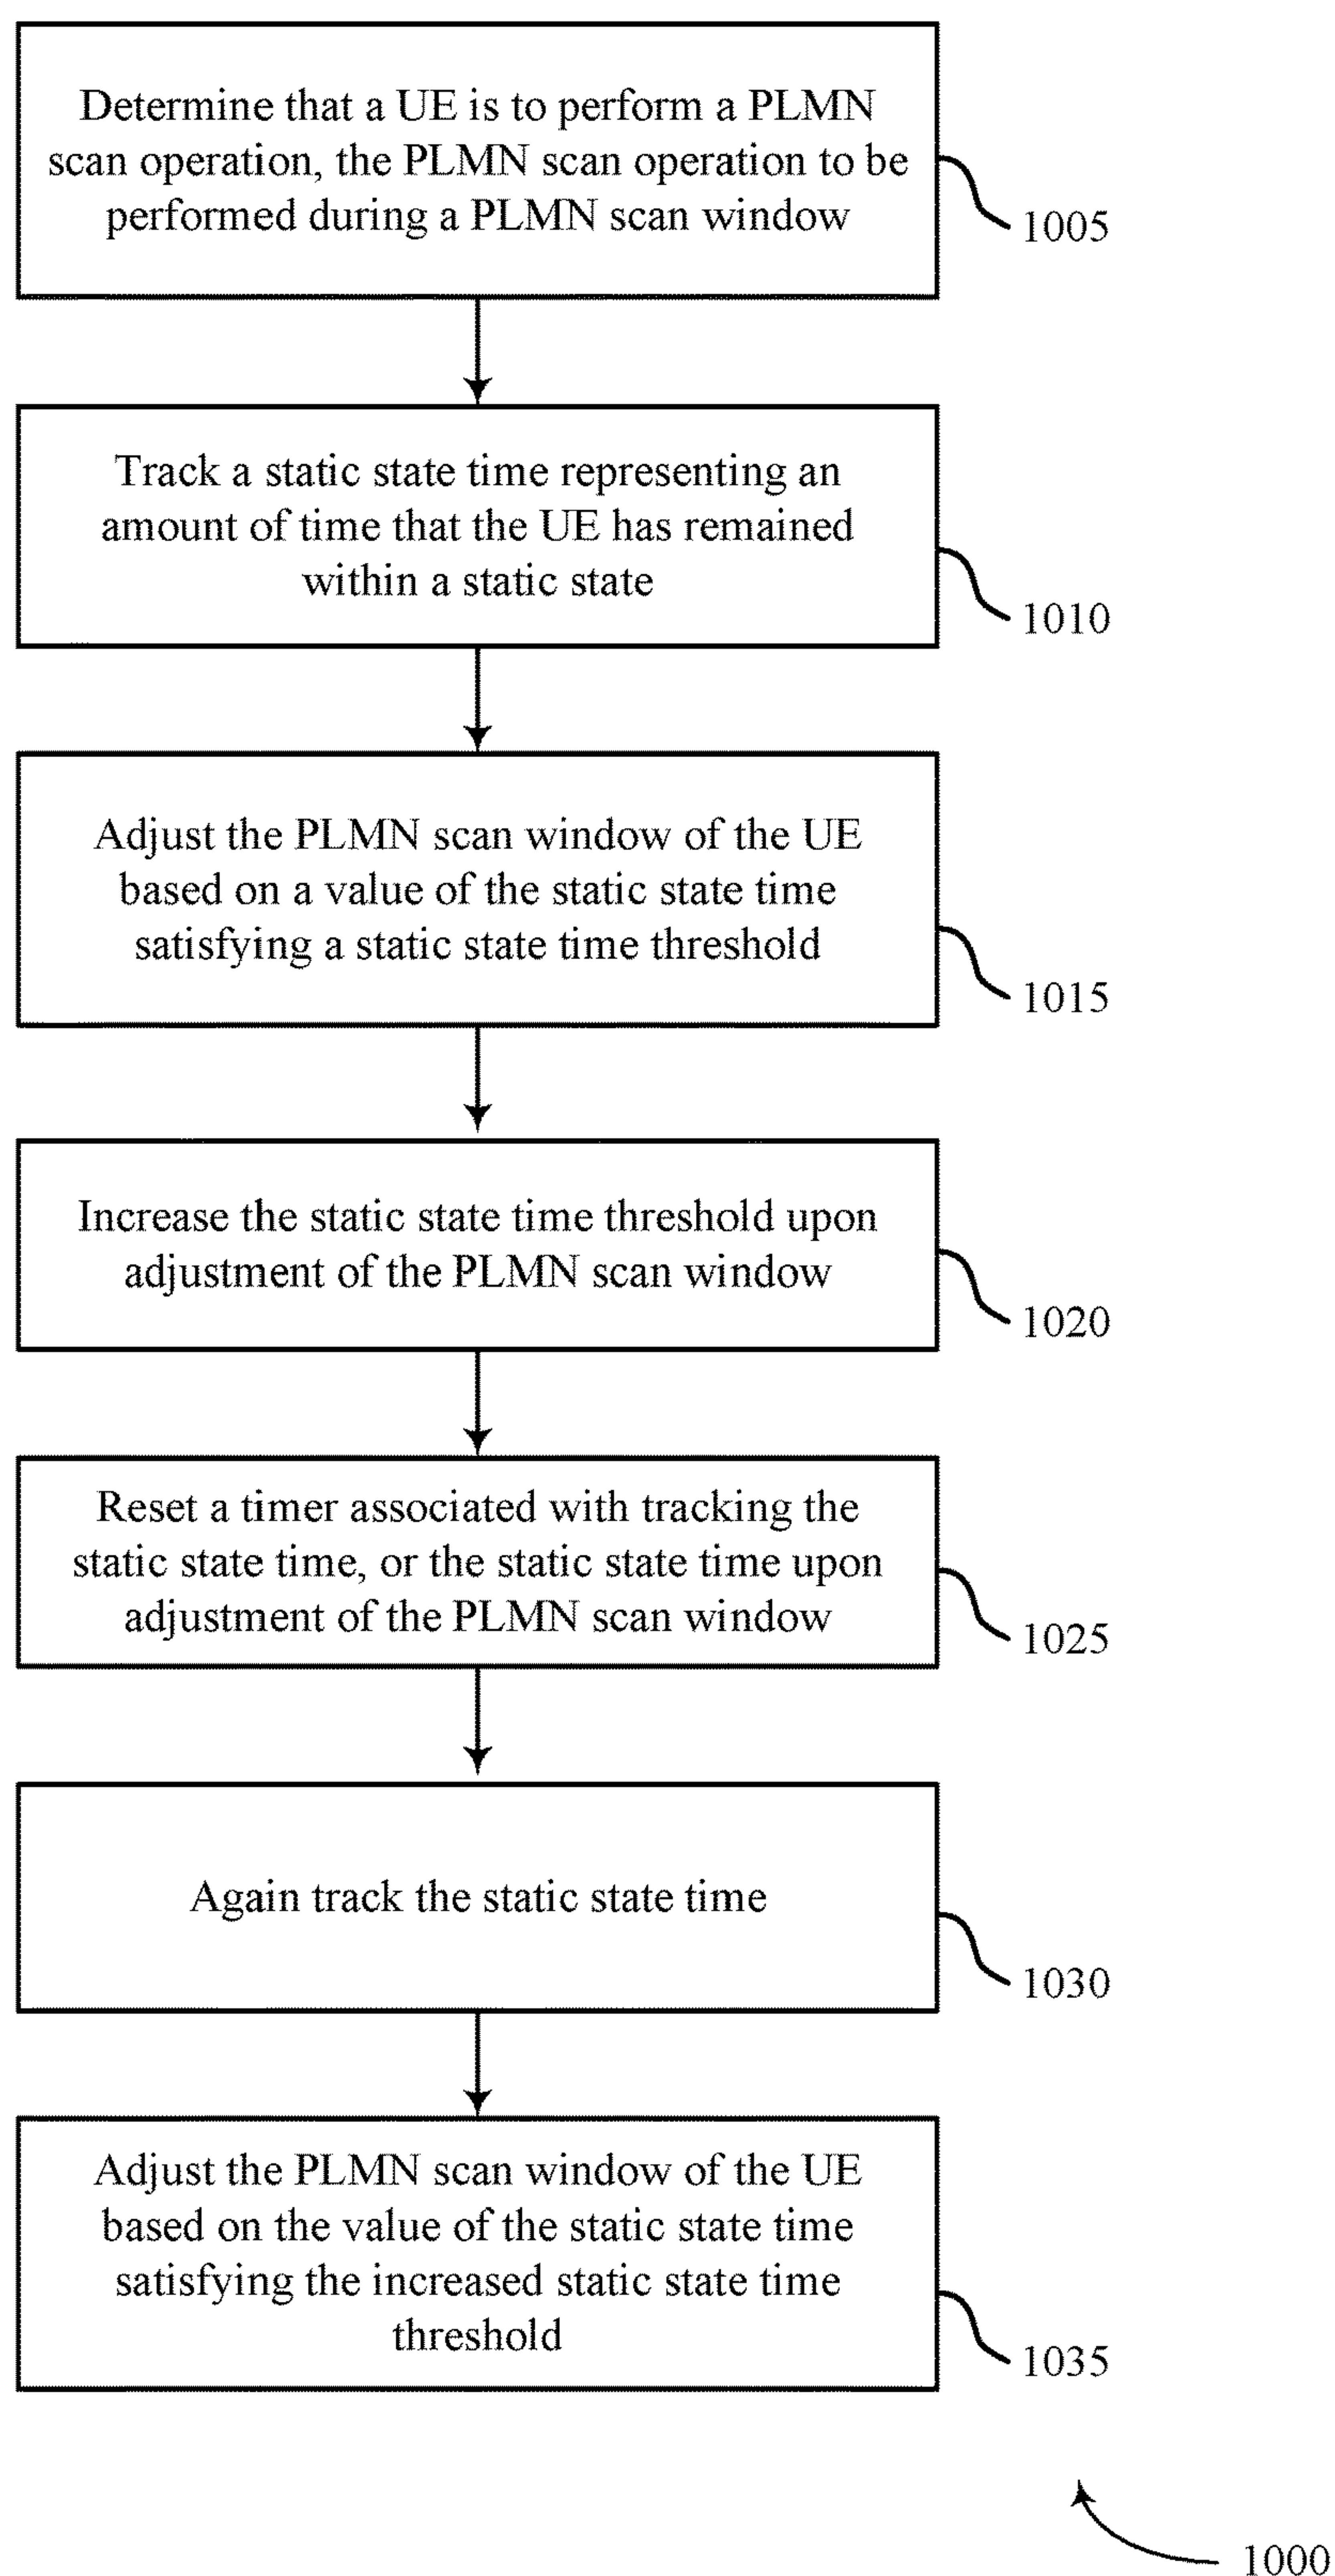 Determine that a UE is to perform a PLMN
scan operation, the PLMN scan operation to be
performed during a PLMN scan window
1005
Track a static state time representing an
amount of time that the UE has remained
within a static state
1010
Adjust the PLMN scan window of the UE
based on a value of the static state time
satisfying a static state time threshold
1015
Increase the static state time threshold upon
adjustment of the PLMN scan window
1020
Reset a timer associated with tracking the
static state time, or the static state time upon
adjustment of the PLMN scan window
1025
Again track the static state time
1030
Adjust the PLMN scan window of the UE
based on the value of the static state time
satisfying the increased static state time
threshold
1035
1000